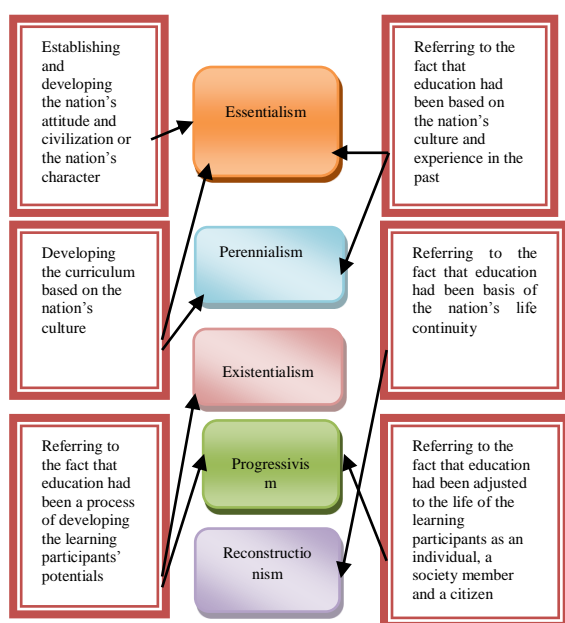 Establishing
and
developing
the nation's
attitude and
civilization or
the nation's
character
Essentialism
Referring to the
fact that
education had
been based on
the nation's
culture and
experience in the
past
Developing
the curriculum
based on the
nation's
culture
Perennialism
Referring to the
fact that education
had been basis of
the nation's life
continuity
Existentialism
Referring to
the fact that
education had
been a process
of developing
the learning
participants'
potentials
Progressivis
m
Referring to the
fact that education
had been adjusted
to the life of the
learning
participants as an
individual, a
society member
and a citizen
Reconstructio
nism